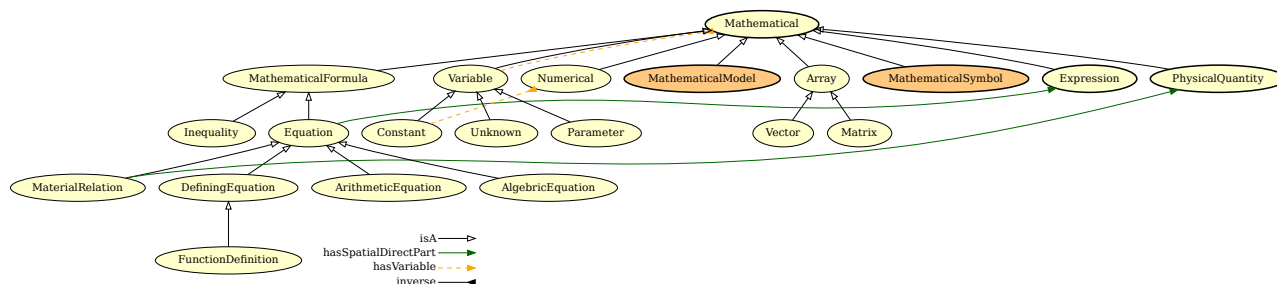 Mathematical
MathematicalFormula Variable Numerical MathematicalModel Array MathematicalSymbol Expression PhysicalQuantity
Inequality Equation Constant Unknown Parameter Vector Matrix
MaterialRelation DefiningEquation ArithmeticEquation AlgebricEquation
isA
hasSpatialDirectPart
FunctionDefinition
hasVariable
inverse